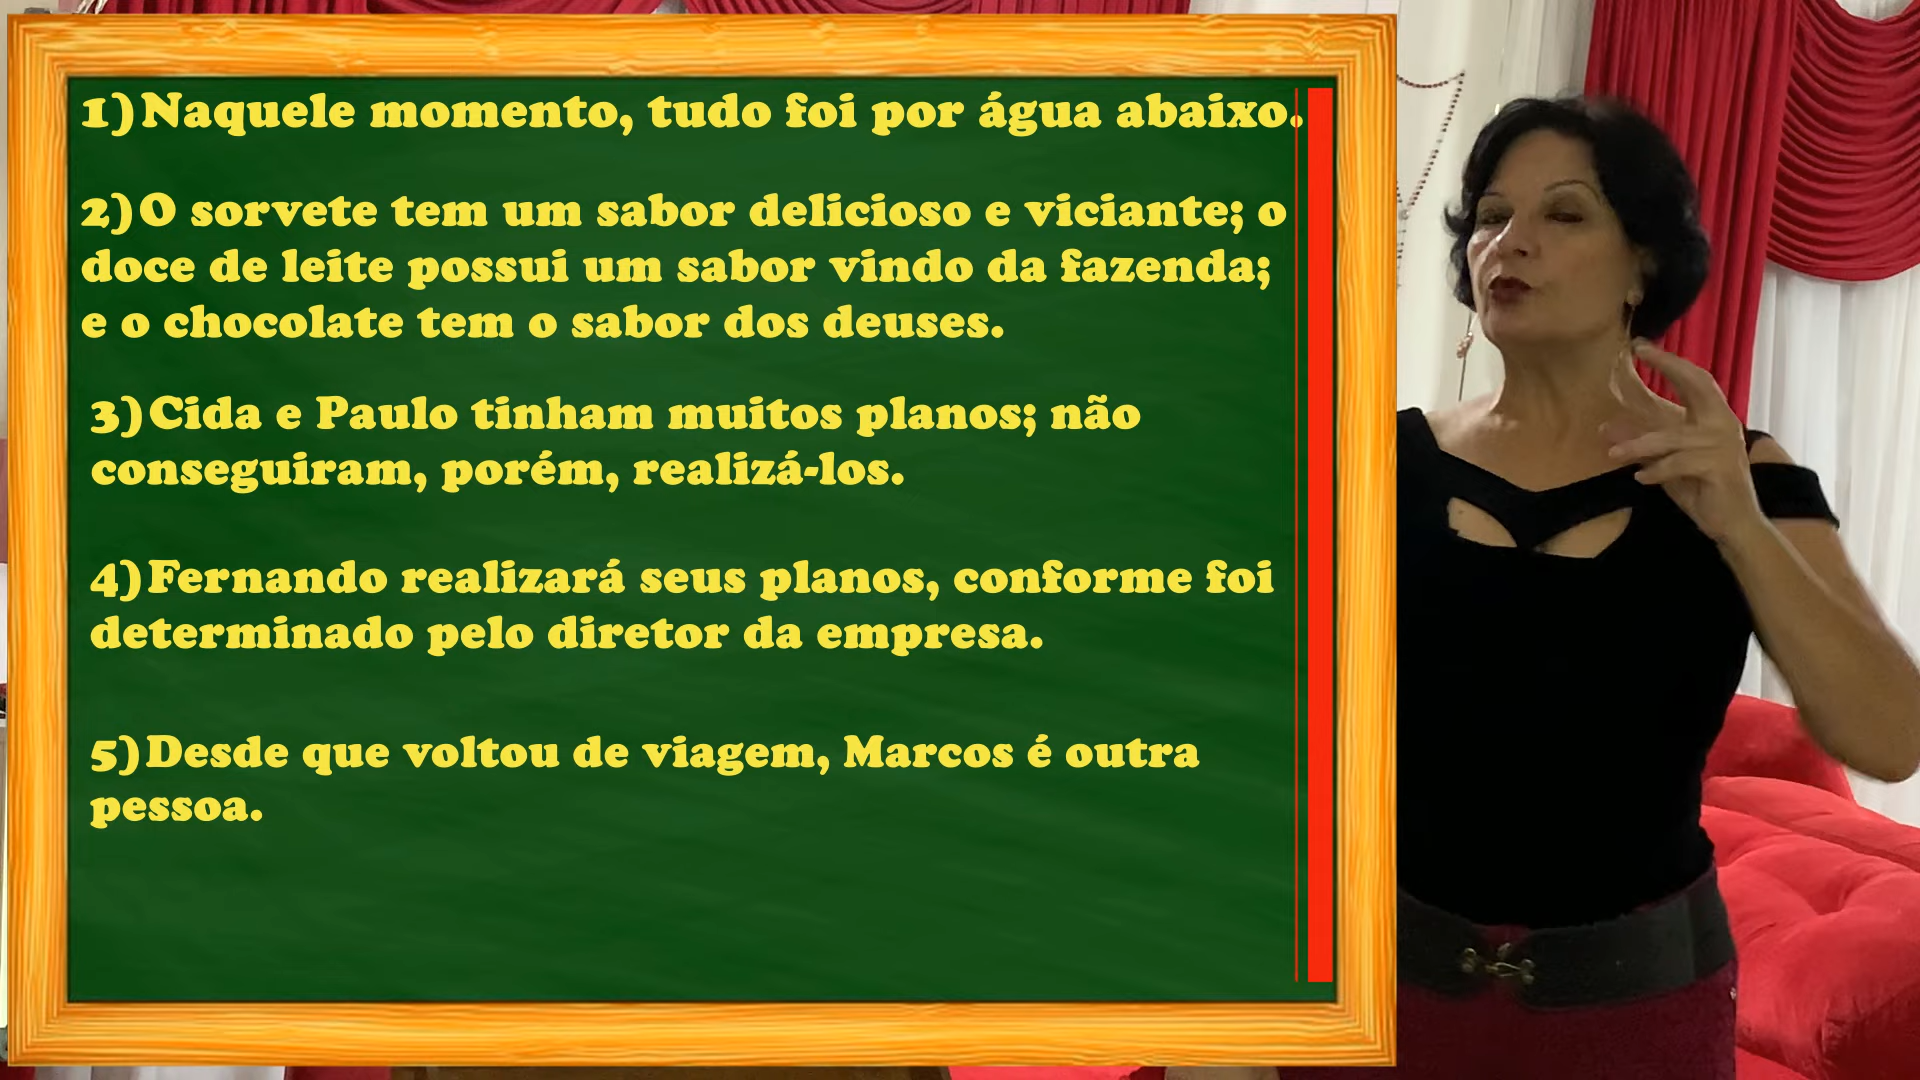 1)Naquele momento, tudo foi por água abaixo.
2)O sorvete tem um sabor delicioso e viciante; o
doce de leite possui um sabor vindo da fazenda;
e o chocolate tem o sabor dos deuses.
3)Cida e Paulo tinham muitos planos; não
conseguiram, porém, realizá-los.
4)Fernando realizará seus planos, conforme foi
determinado pelo diretor da empresa.
5)Desde que voltou de viagem, Marcos é outra
pessoa.